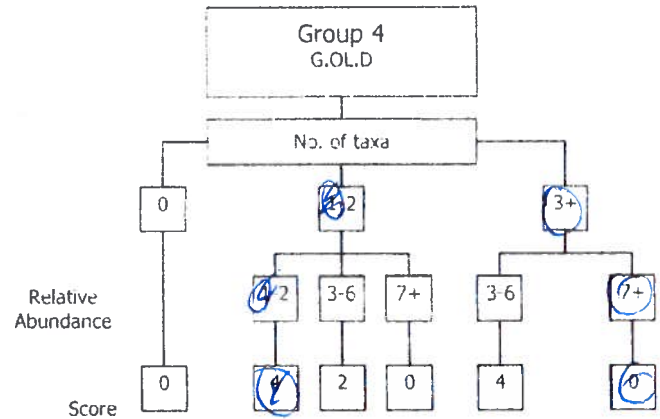 Group 4
G.OL.D
No. of taxa
0
1-2
3+
Relative
Abundance
1-2
3-6
7+
3-6
7+
Score
0
4
2
0
4
0